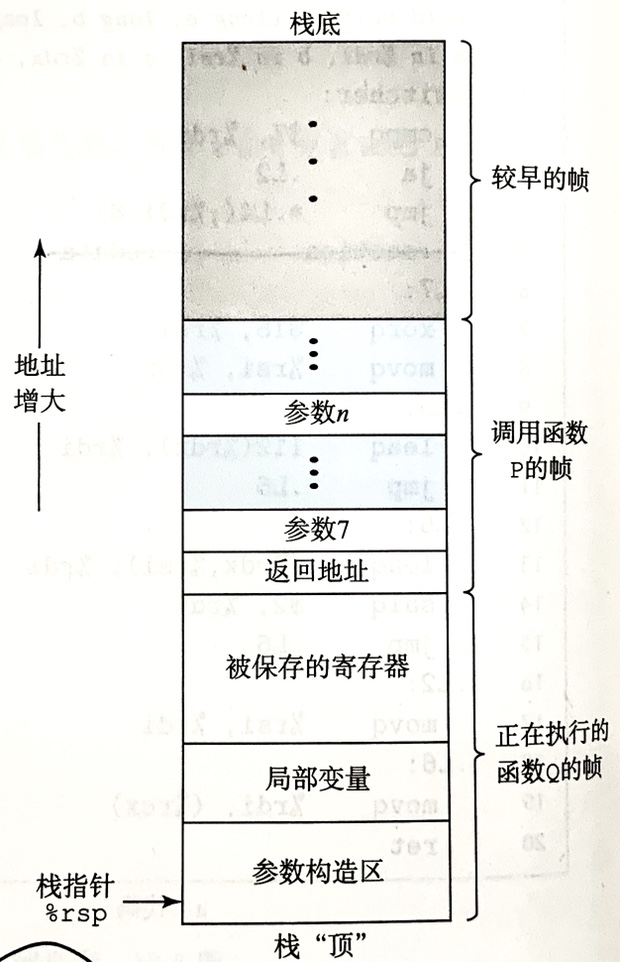 栈底
较早的帧
地址
增大
参数n
调用函数
P的帧
参数7
返回地址
被保存的寄存器
正在执行的
函数Q的帧
局部变量
参数构造区
栈指针
%rsp
栈“顶”